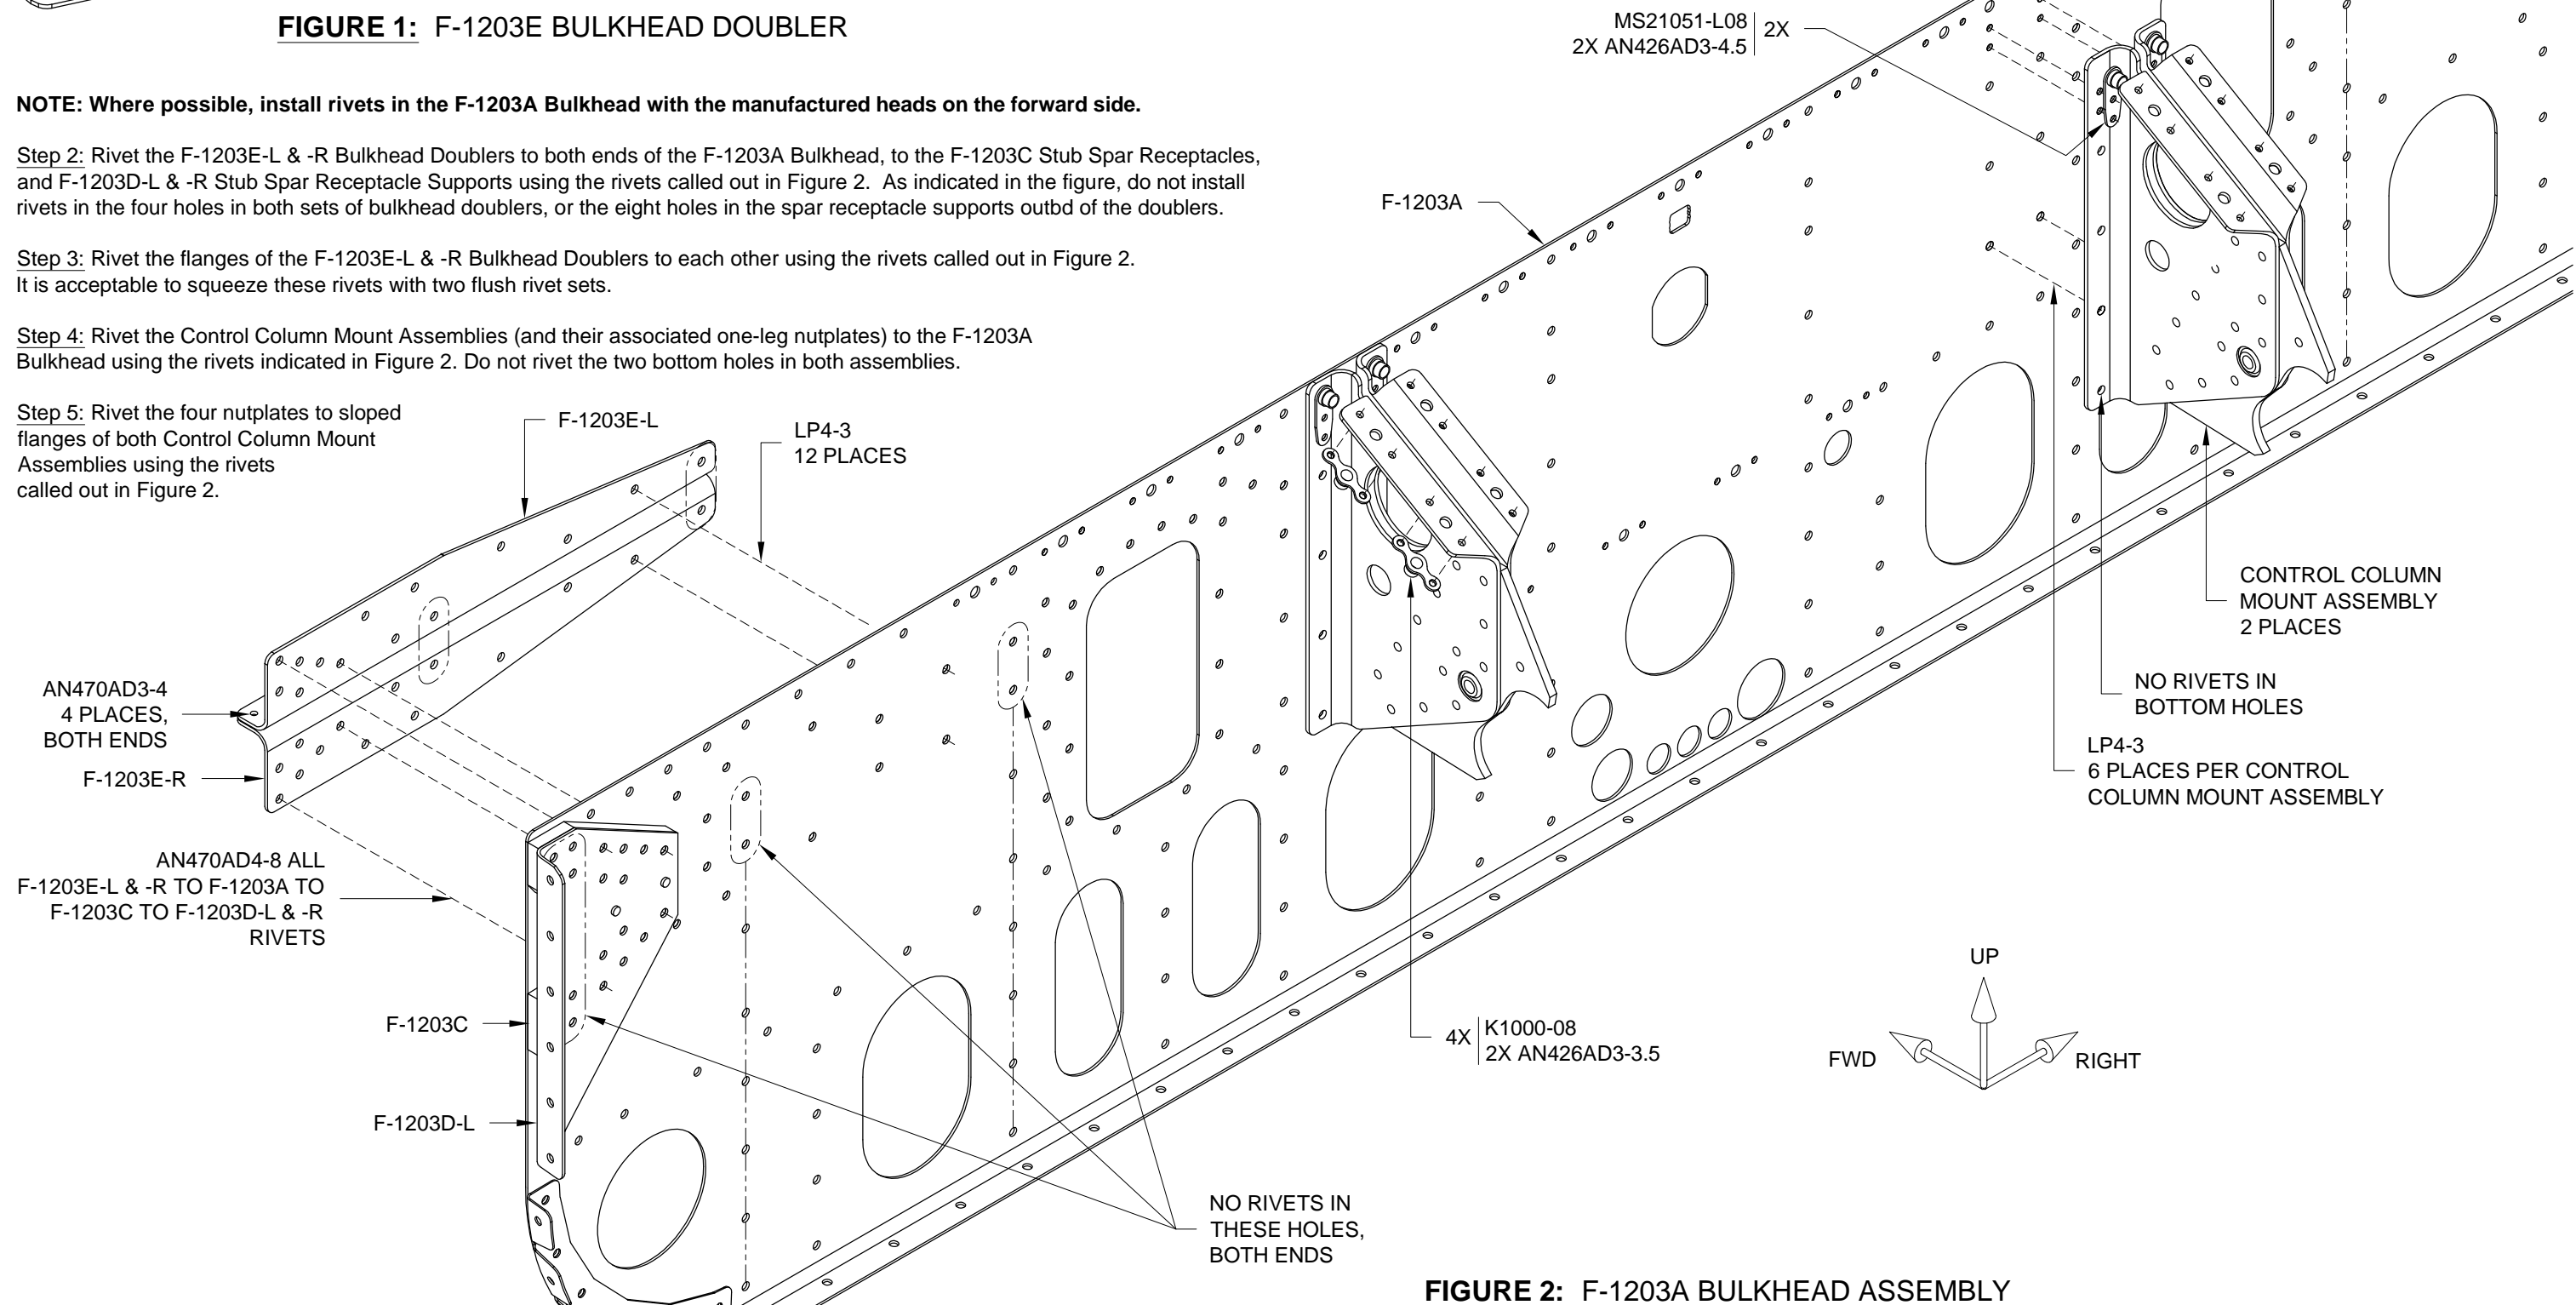 FIGURE 1: F-1203E BULKHEAD DOUBLER
NOTE: Where possible, install rivets in the F-1203A Bulkhead with the manufactured heads on the forward side.
Step 2: Rivet the F-1203E-L & -R Bulkhead Doublers to both ends of the F-1203A Bulkhead, to the F-1203C Stub Spar Receptacles,
and F-1203D-L & -R Stub Spar Receptacle Supports using the rivets called out in Figure 2. As indicated in the figure, do not install
rivets in the four holes in both sets of bulkhead doublers, or the eight holes in the spar receptacle supports outbd of the doublers.
Step 3: Rivet the flanges of the F-1203E-L & -R Bulkhead Doublers to each other using the rivets called out in Figure 2.
It is acceptable to squeeze these rivets with two flush rivet sets.
Step 4: Rivet the Control Column Mount Assemblies (and their associated one-leg nutplates) to the F-1203A
Bulkhead using the rivets indicated in Figure 2. Do not rivet the two bottom holes in both assemblies.
Step 5: Rivet the four nutplates to sloped
flanges of both Control Column Mount
Assemblies using the rivets
called out in Figure 2.
MS21051-L08
2X AN426AD3-4.5
2X
F-1203A
F-1203E-L
LP4-3
12 PLACES
AN470AD3-4
4 PLACES,
BOTH ENDS
F-1203E-R
AN470AD4-8 ALL
F-1203E-L & -R TO F-1203A TO
F-1203C TO F-1203D-L & -R
RIVETS
F-1203C
F-1203D-L
NO RIVETS IN
THESE HOLES,
BOTH ENDS
4X
K1000-08
2X AN426AD3-3.5
CONTROL COLUMN
MOUNT ASSEMBLY
2 PLACES
NO RIVETS IN
BOTTOM HOLES
LP4-3
6 PLACES PER CONTROL
COLUMN MOUNT ASSEMBLY
UP
FWD
RIGHT
FIGURE 2: F-1203A BULKHEAD ASSEMBLY